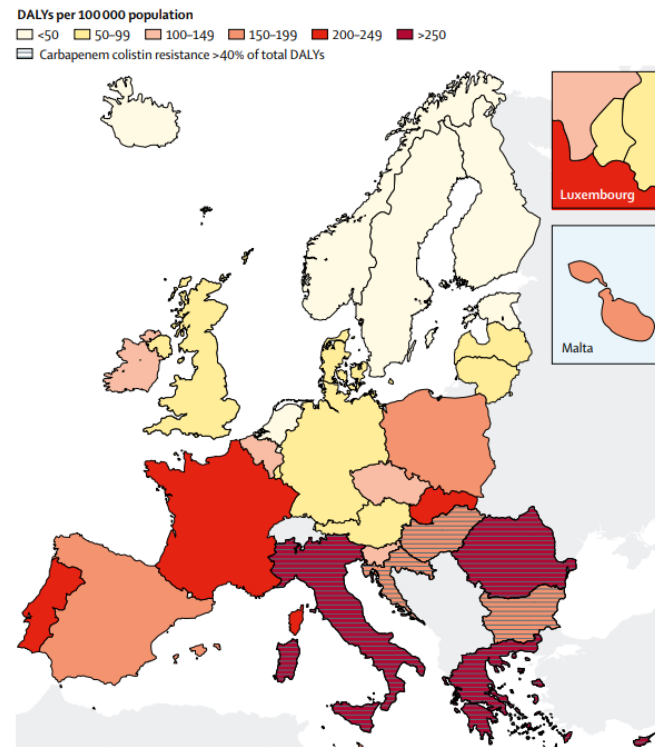 DALYs per 100 000 population
<50 50–99 100–149 150–199 200–249 >250
Carbapenem colistin resistance >40% of total DALYs
Luxembourg
Malta